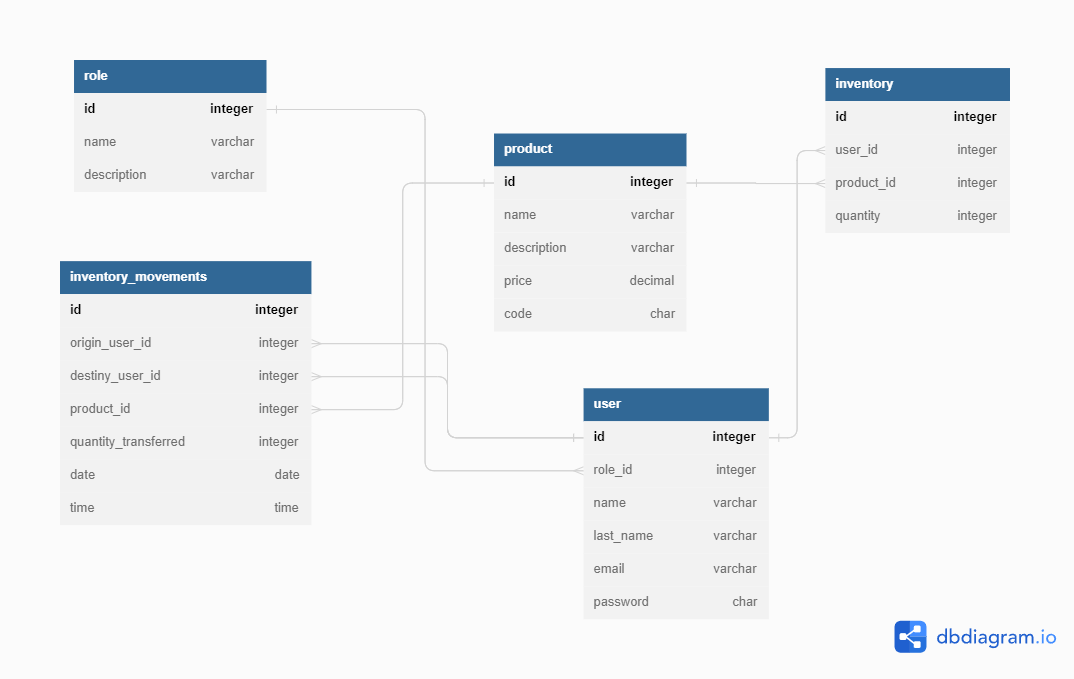 role
id integer
name varchar
description varchar
inventory_movements
id integer
origin_user_id integer
destiny_user_id integer
product_id integer
quantity_transferred integer
date date
time time
product
id integer
name varchar
description varchar
price decimal
code char
user
id integer
role_id integer
name varchar
last_name varchar
email varchar
password char
inventory
id integer
user_id integer
product_id integer
quantity integer
dbdiagram.io